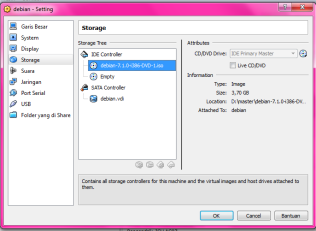 debian - Setting
Garis Besar
System
Display
Storage
Suara
Jaringan
Port Serial
USB
Folder yang di Share
Storage
Storage Tree
IDE Controller
debian-7.1.0-i386-DVD-1.iso
Empty
SATA Controller
debian.vdi
Attributes
CD/DVD Drive: IDE Primary Master
Live CD/DVD
Information
Type: Image
Size: 3,70 GB
Location: D:\master\debian-7.1.0-i386-DV...
Attached To: debian
Contains all storage controllers for this machine and the virtual images and host drives attached to
them.
OK Cancel Bantuan